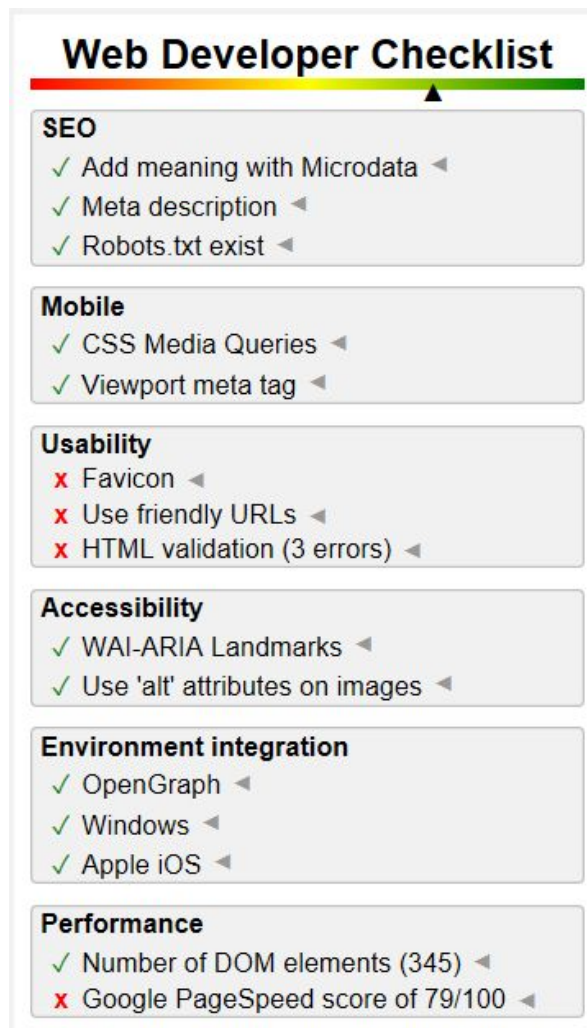 Web Developer Checklist
SEO
✓ Add meaning with Microdata ◄
✓ Meta description ◄
✓ Robots.txt exist ◄
Mobile
✓ CSS Media Queries ◄
✓ Viewport meta tag ◄
Usability
x Favicon ◄
x Use friendly URLs ◄
x HTML validation (3 errors) ◄
Accessibility
✓ WAI-ARIA Landmarks ◄
✓ Use 'alt' attributes on images ◄
Environment integration
✓ OpenGraph ◄
✓ Windows ◄
✓ Apple iOS ◄
Performance
✓ Number of DOM elements (345) ◄
x Google PageSpeed score of 79/100 ◄